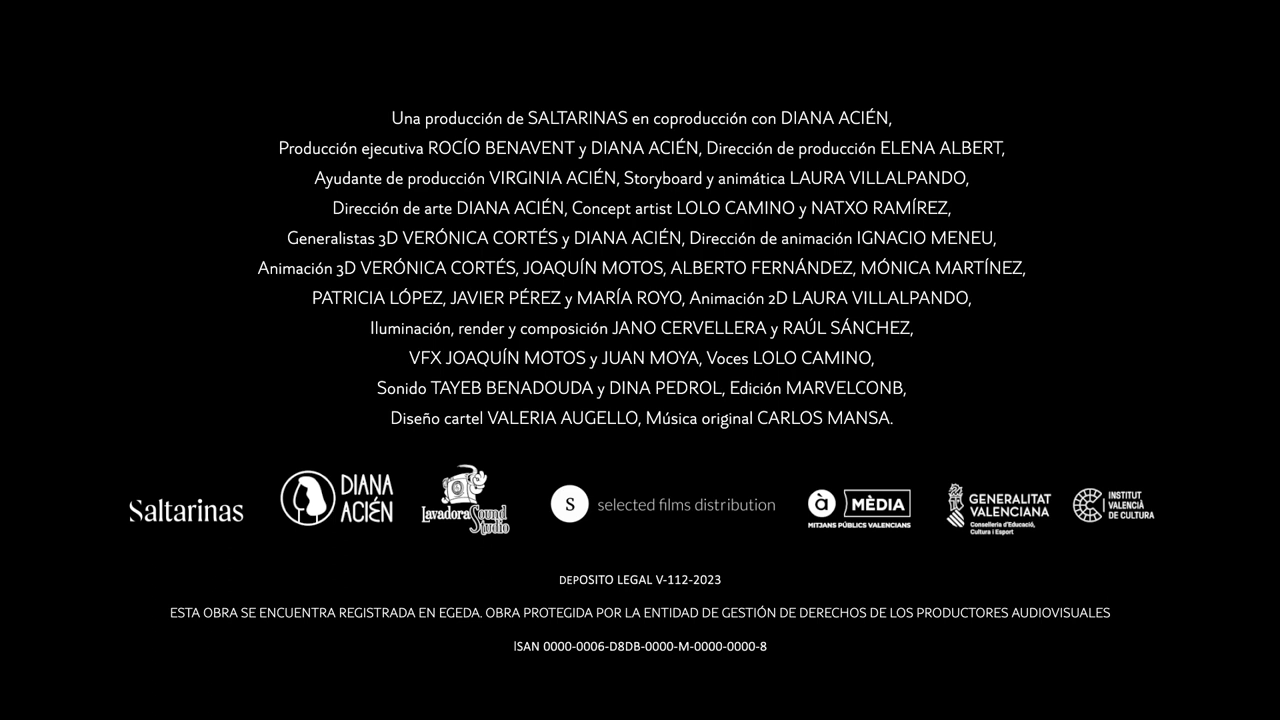 Una producción de SALTARINAS en coproducción con DIANA ACIÉN,
Producción ejecutiva ROCÍO BENAVENT y DIANA ACIÉN, Dirección de producción ELENA ALBERT,
Ayudante de producción VIRGINIA ACIÉN, Storyboard y animática LAURA VILLALPANDO,
Dirección de arte DIANA ACIÉN, Concept artist LOLO CAMINO y NATXO RAMÍREZ,
Generalistas 3D VERÓNICA CORTÉS y DIANA ACIÉN, Dirección de animación IGNACIO MENEU,
Animación 3D VERÓNICA CORTÉS, JOAQUÍN MOTOS, ALBERTO FERNÁNDEZ, MÓNICA MARTÍNEZ,
PATRICIA LÓPEZ, JAVIER PÉREZ y MARÍA ROYO, Animación 2D LAURA VILLALPANDO,
Iluminación, render y composición JANO CERVELLERA y RAÚL SÁNCHEZ,
VFX JOAQUÍN MOTOS y JUAN MOYA, Voces LOLO CAMINO,
Sonido TAYEB BENADOUDA y DINA PEDROL, Edición MARVELCONB,
Diseño cartel VALERIA AUGELLO, Música original CARLOS MANSA.
Saltarinas
DIANA
ACIÉN
Lavadora Sound
Studio
S selected films distribution
à MÈDIA
MITJANS PÚBLICS VALENCIANS
GENERALITAT
VALENCIANA
Conselleria d'Educació,
Cultura i Esport
INSTITUT
VALENCIÀ
DE CULTURA
DEPOSITO LEGAL V-112-2023
ESTA OBRA SE ENCUENTRA REGISTRADA EN EGEDA. OBRA PROTEGIDA POR LA ENTIDAD DE GESTIÓN DE DERECHOS DE LOS PRODUCTORES AUDIOVISUALES
ISAN 0000-0006-D8DB-0000-M-0000-0000-8